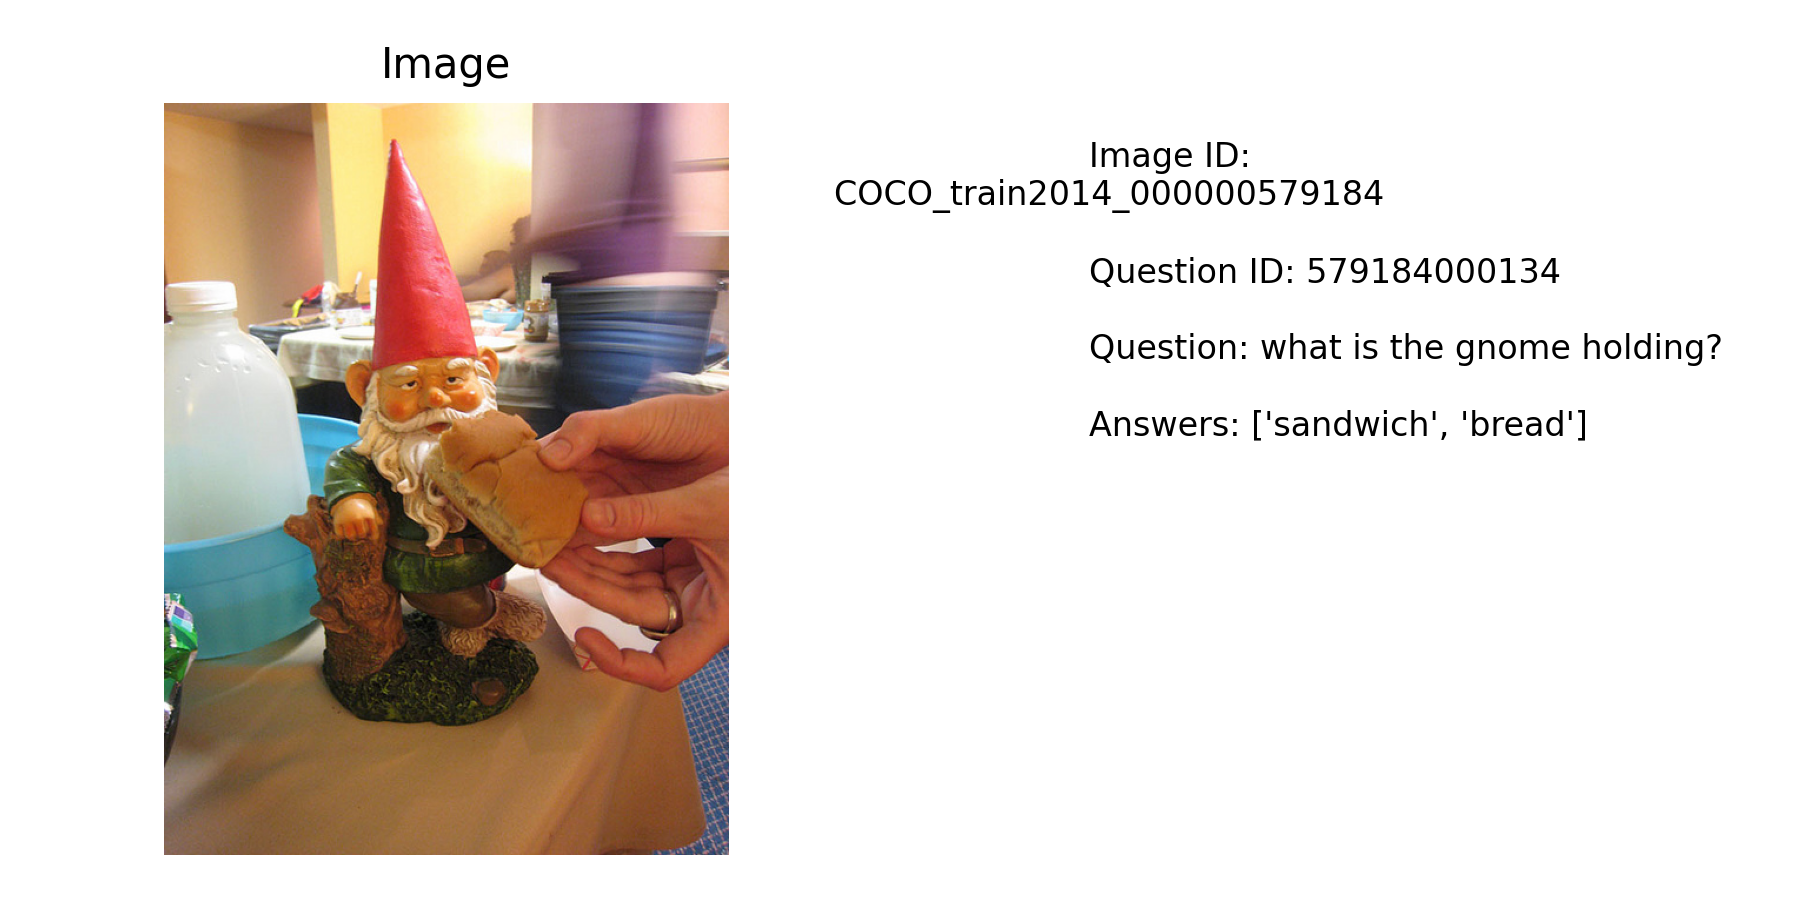 Image
Image ID:
COCO_train2014_000000579184
Question ID: 579184000134
Question: what is the gnome holding?
Answers: ['sandwich', 'bread']